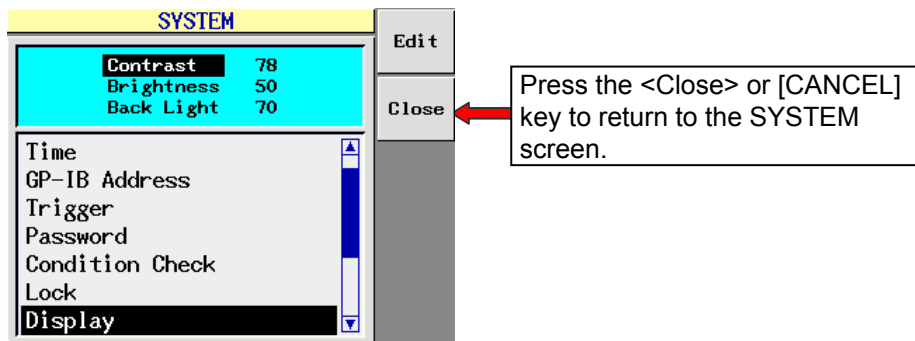 SYSTEM
Contrast 78
Brightness 50
Back Light 70
Time
GP-IB Address
Trigger
Password
Condition Check
Lock
Display
Edit
Close
Press the <Close> or [CANCEL]
key to return to the SYSTEM
screen.